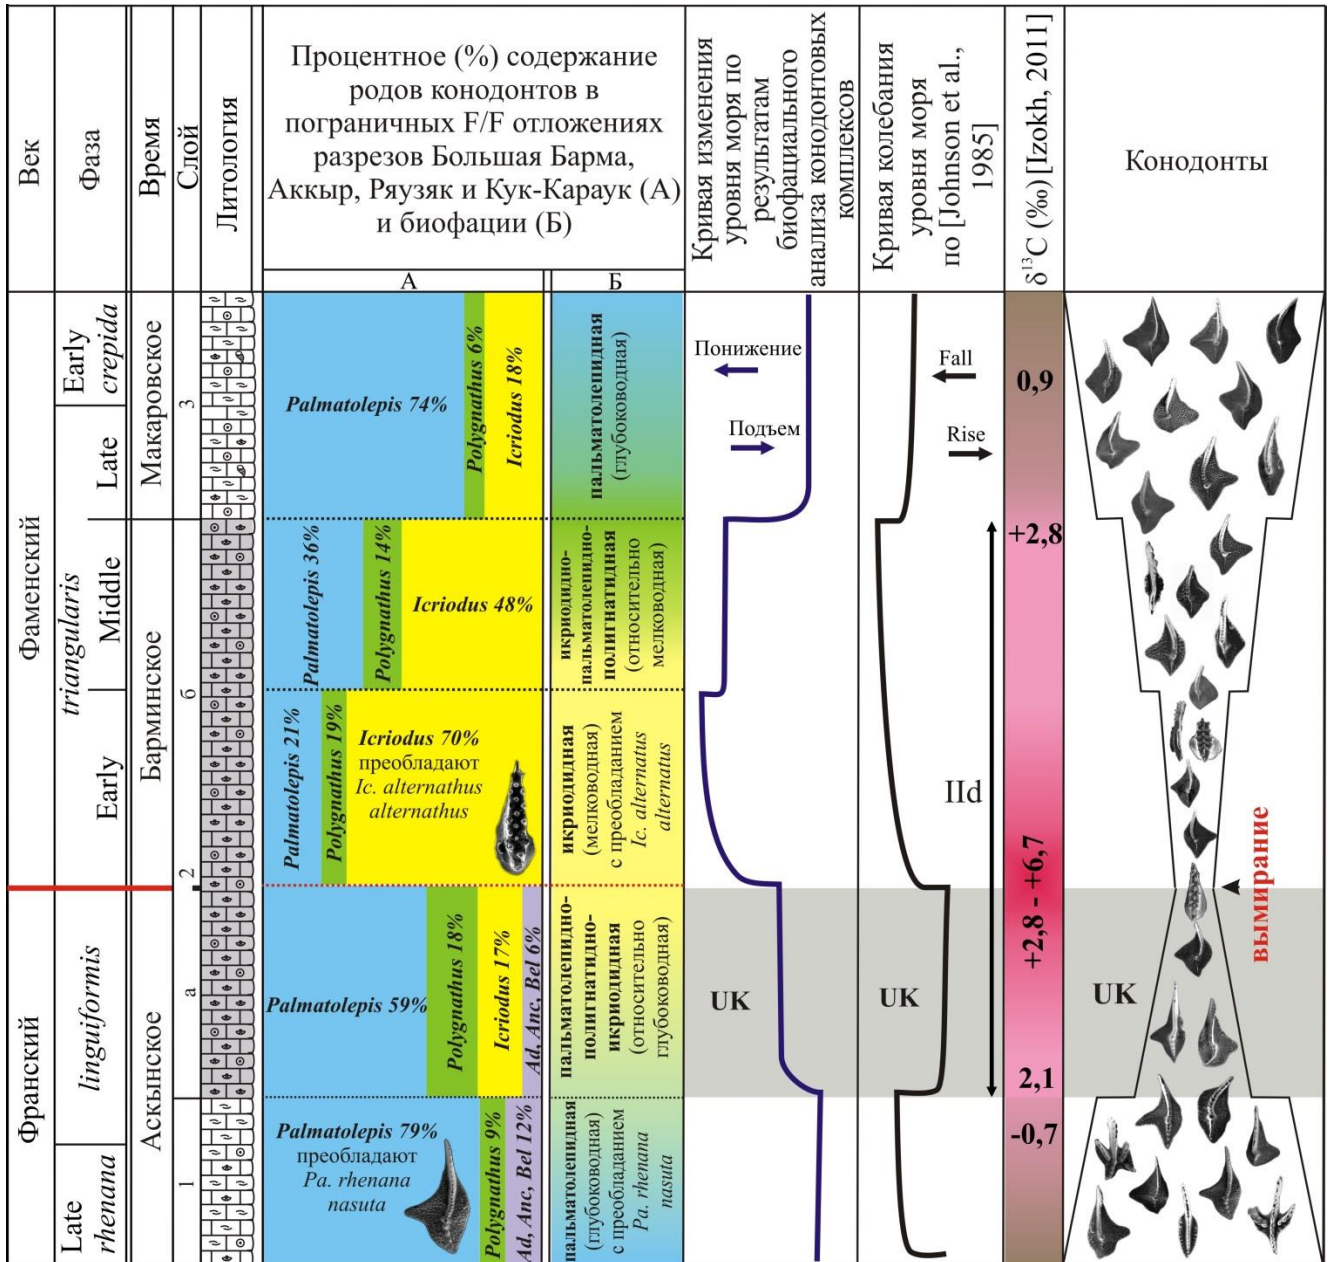 Век
Фаза
Время
Слой
Литология
Процентное (%) содержание
родов конодонтов в
пограничных F/F отложениях
разрезов Большая Барма,
Аккыр, Ряузяк и Кук-Караук (А)
и биофации (Б)
А
Б
Кривая изменения
уровня моря по
результатам
биофациального
анализа конодонтовых
комплексов
Кривая колебания
уровня моря
по [Johnson et al.,
1985]
δ¹³C (‰) [Izokh, 2011]
Конодонты
Фаменский
Франский
Early
crepida
Late
Middle
Early
triangularis
linguiformis
Late
rhenana
Макаровское
Барминское
Аскынское
3
б
2
а
1
Palmatolepis 74%
Polygnathus 6%
Icriodus 18%
пальматолепидная
(глубоководная)
Понижение
Подъем
Fall
Rise
0,9
Palmatolepis 36%
Polygnathus 14%
Icriodus 48%
икриодидно-
пальматолепидно-
полигнатидная
(относительно
мелководная)
+2,8
Palmatolepis 21%
Polygnathus 19%
Icriodus 70%
преобладают
Ic. alternathus
alternathus
икриодидная
(мелководная)
с преобладанием
Ic. alternatus
alternatus
IId
+2,8 - +6,7
вымирание
Palmatolepis 59%
Polygnathus 18%
Icriodus 17%
Ad, Anc, Bel 6%
пальматолепидно-
полигнатидно-
икриодидная
(относительно
глубоководная)
UK
UK
UK
2,1
-0,7
Palmatolepis 79%
преобладают
Pa. rhenana
nasuta
Polygnathus 9%
Ad, Anc, Bel 12%
пальматолепидная
(глубоководная)
с преобладанием
Pa. rhenana
nasuta